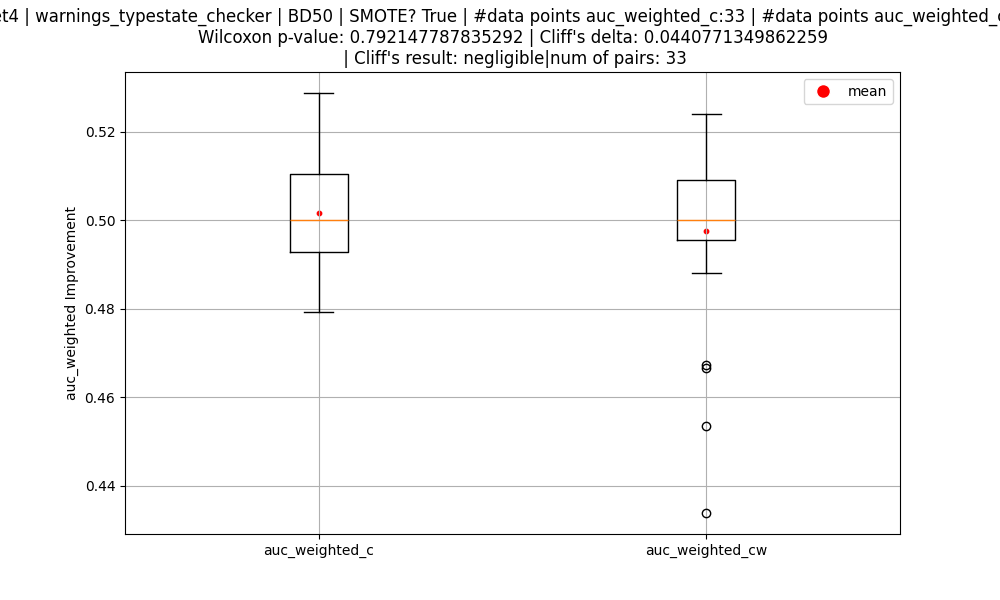 | warnings_typestate_checker | BD50 | SMOTE? True | #data points auc_weighted_c:33 | #data points
Wilcoxon p-value: 0.792147787835292 | Cliff's delta: 0.0440771349862259
| Cliff's result: negligible|num of pairs: 33
mean
0.52
0.50
0.48
0.46
0.44
auc_weighted Improvement
auc_weighted_c
auc_weighted_cw